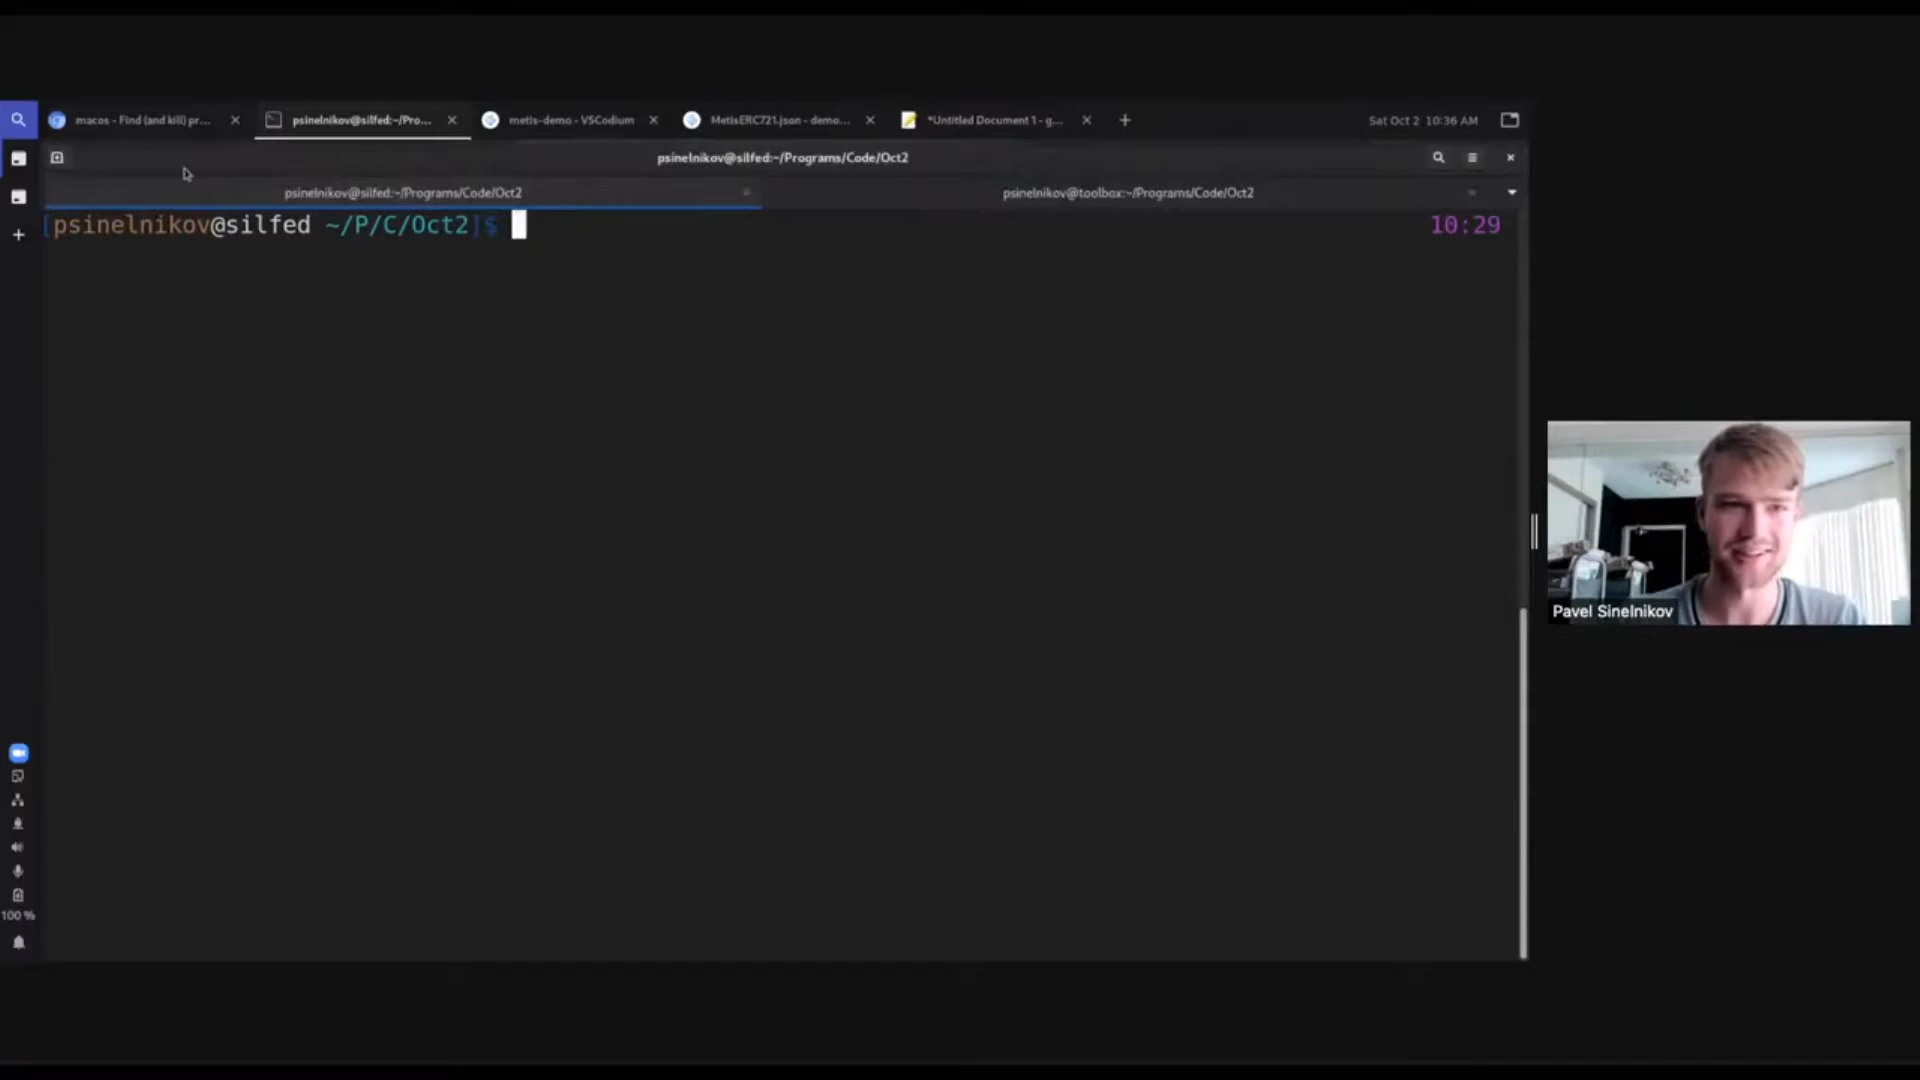 macos - Find (and kill) pr...
psinelnikov@silfed:~/Pro...
metis-demo - VSCodium
MetisERC721.json - demo...
*Untitled Document 1 - g...
Sat Oct 2 10:36 AM
psinelnikov@silfed:~/Programs/Code/Oct2
psinelnikov@silfed:~/Programs/Code/Oct2
psinelnikov@toolbox:~/Programs/Code/Oct2
[psinelnikov@silfed ~/P/C/Oct2]$
10:29
Pavel Sinelnikov
100 %